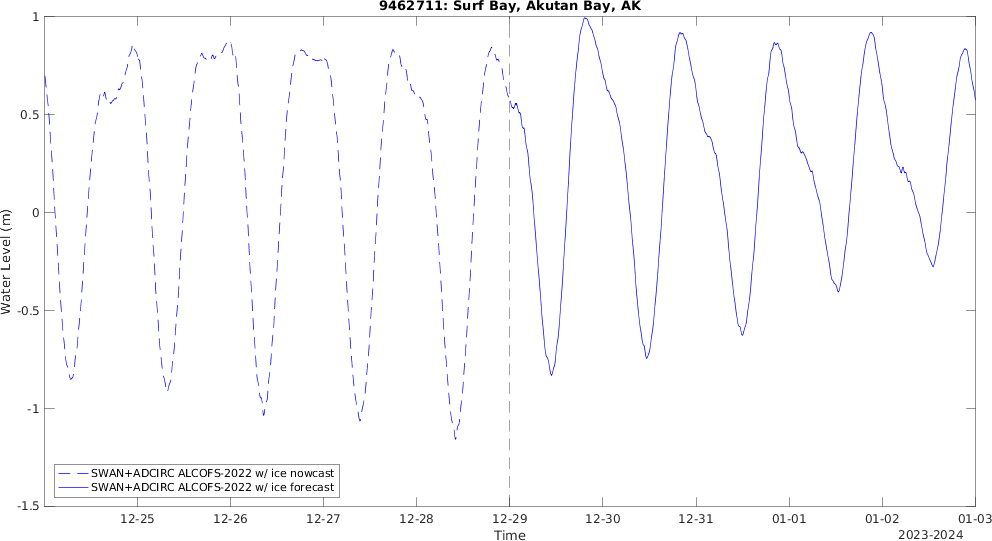 9462711: Surf Bay, Akutan Bay, AK
Water Level (m)
1
0.5
0
-0.5
-1
-1.5
SWAN+ADCIRC ALCOFS-2022 w/ ice nowcast
SWAN+ADCIRC ALCOFS-2022 w/ ice forecast
12-25 12-26 12-27 12-28 12-29 12-30 12-31 01-01 01-02 01-03
Time
2023-2024